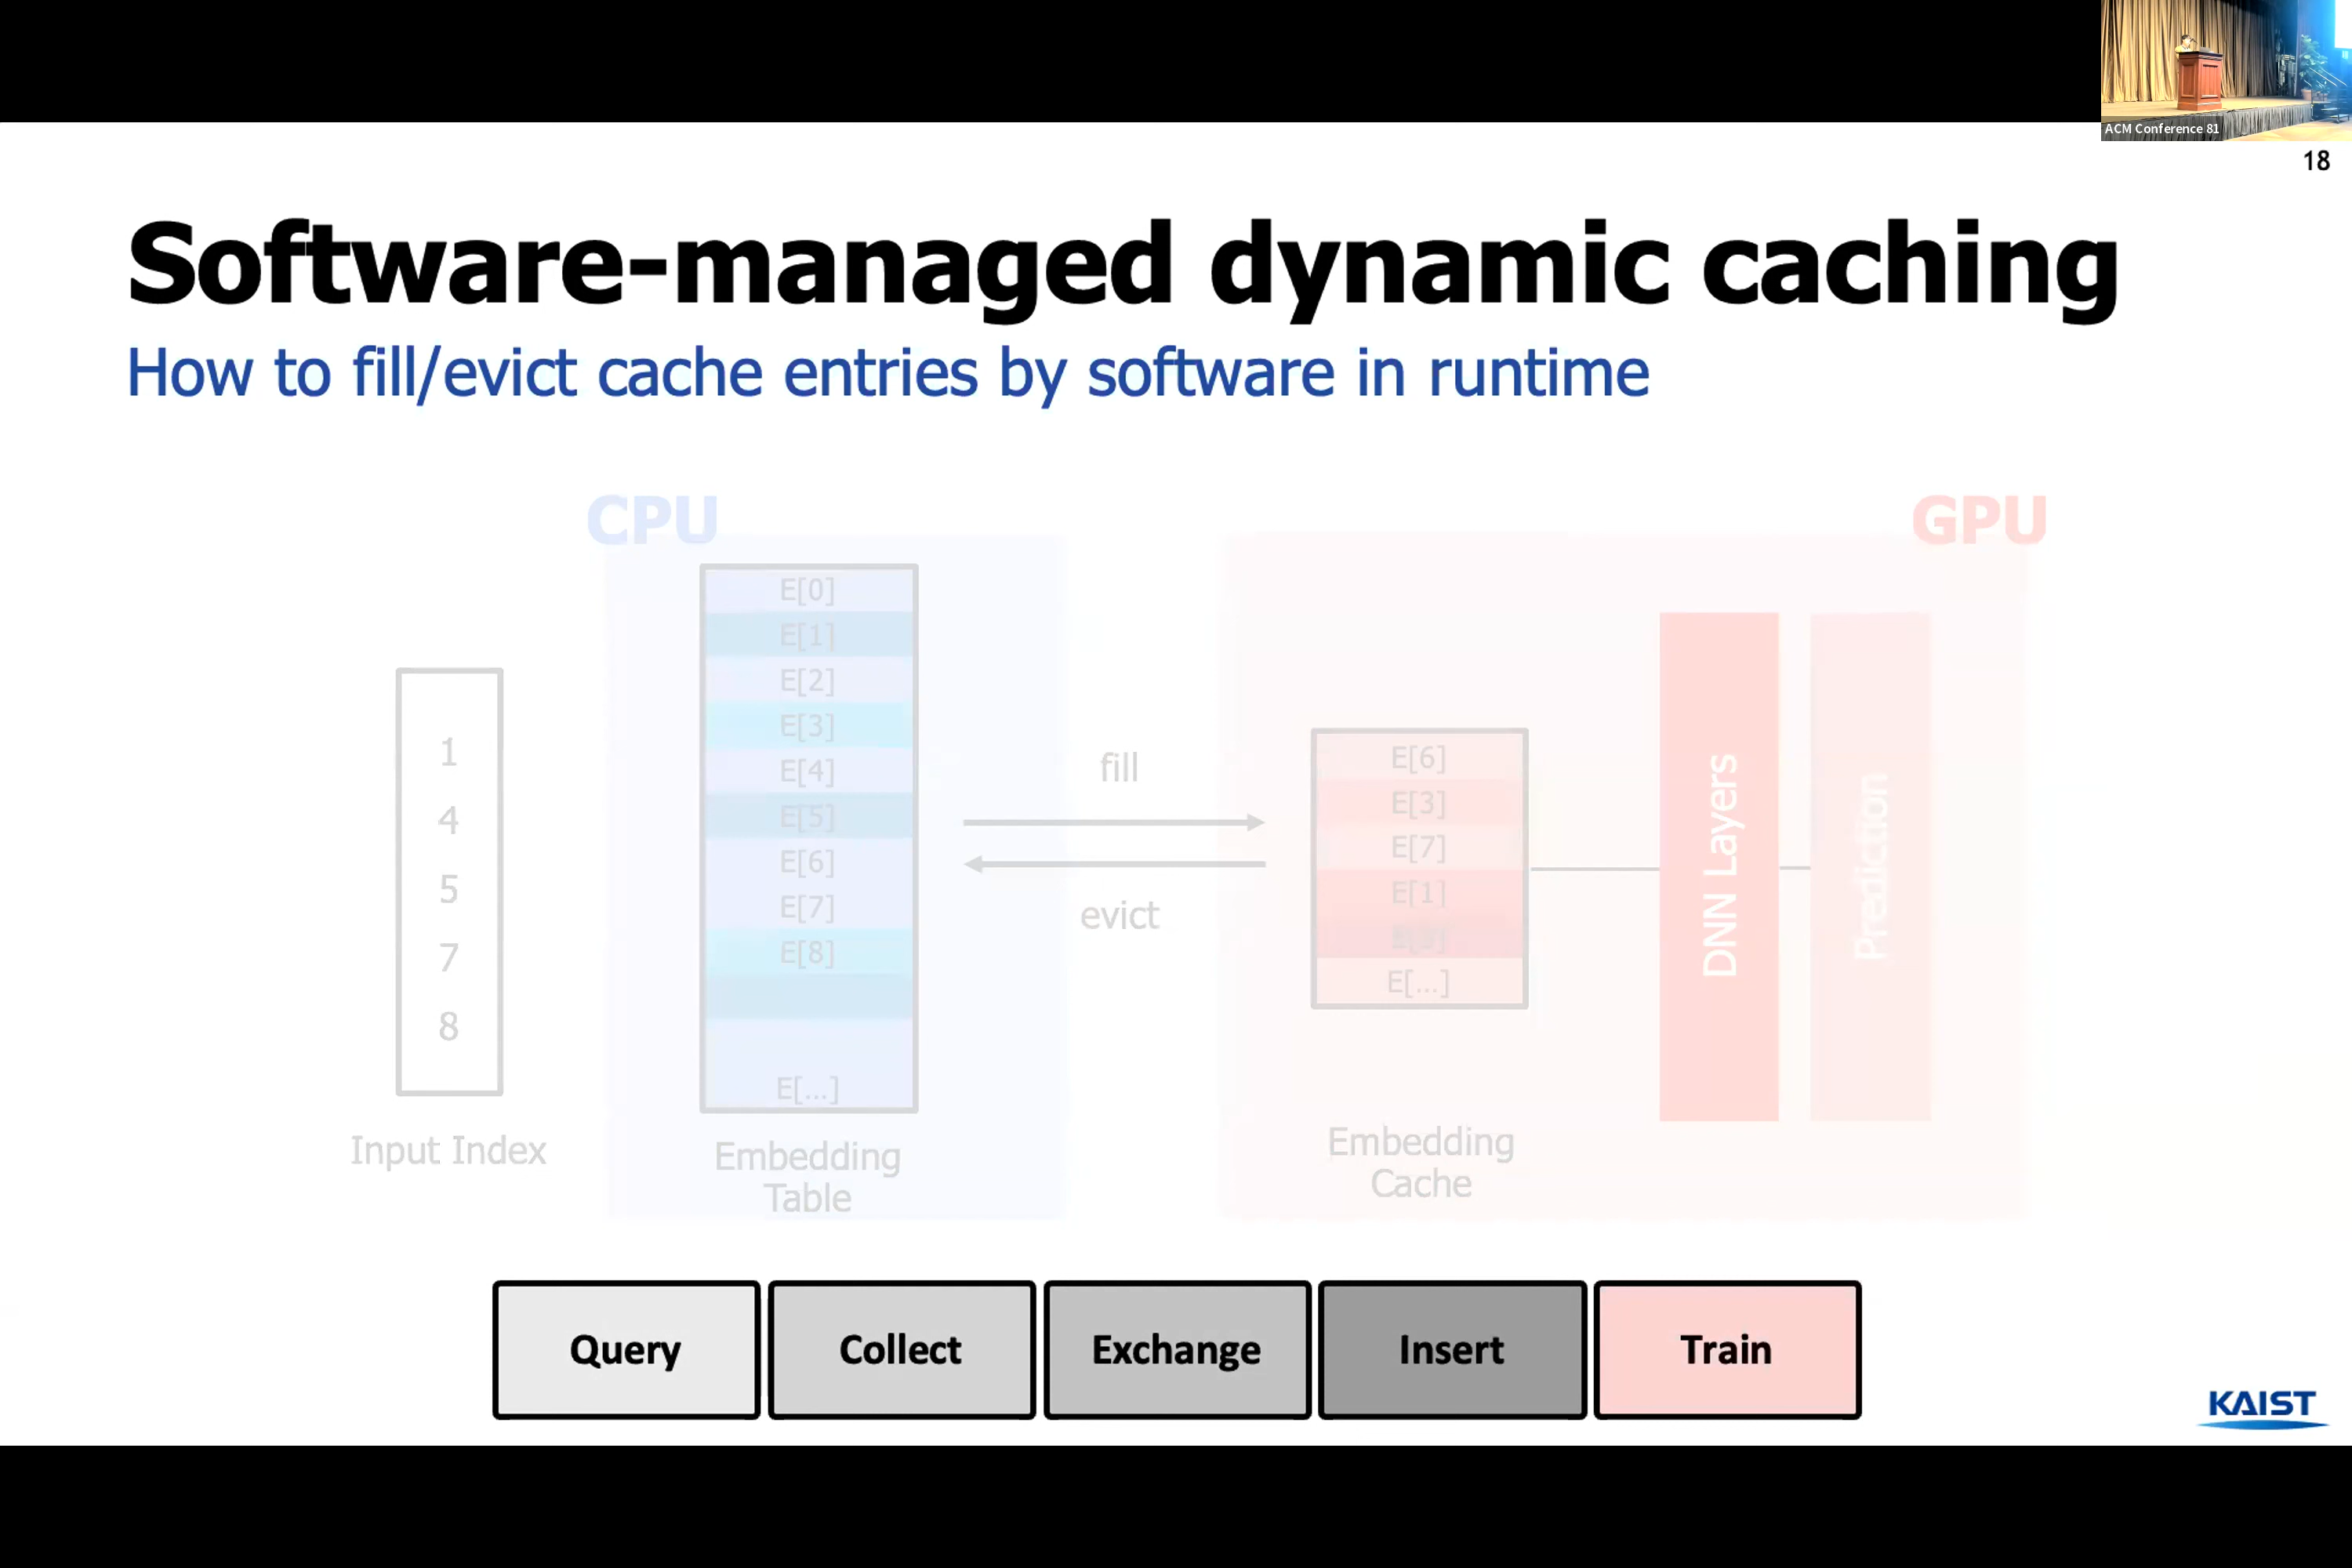 ACM Conference 81
18
Software-managed dynamic caching
How to fill/evict cache entries by software in runtime
CPU
GPU
1
4
5
7
8
Input Index
E[0]
E[1]
E[2]
E[3]
E[4]
E[5]
E[6]
E[7]
E[8]
E[...]
Embedding
Table
fill
evict
E[6]
E[3]
E[7]
E[1]
E[...]
Embedding
Cache
DNN Layers
Prediction
Query
Collect
Exchange
Insert
Train
KAIST